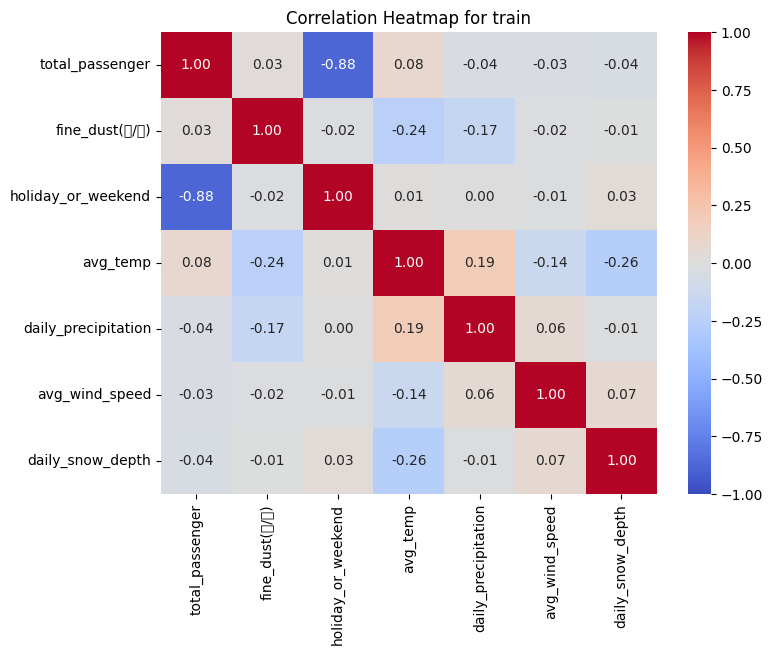 Correlation Heatmap for train
total_passenger 1.00 0.03 -0.88 0.08 -0.04 -0.03 -0.04
fine_dust(▯/▯) 0.03 1.00 -0.02 -0.24 -0.17 -0.02 -0.01
holiday_or_weekend -0.88 -0.02 1.00 0.01 0.00 -0.01 0.03
avg_temp 0.08 -0.24 0.01 1.00 0.19 -0.14 -0.26
daily_precipitation -0.04 -0.17 0.00 0.19 1.00 0.06 -0.01
avg_wind_speed -0.03 -0.02 -0.01 -0.14 0.06 1.00 0.07
daily_snow_depth -0.04 -0.01 0.03 -0.26 -0.01 0.07 1.00
total_passenger
fine_dust(▯/▯)
holiday_or_weekend
avg_temp
daily_precipitation
avg_wind_speed
daily_snow_depth
1.00
0.75
0.50
0.25
0.00
−0.25
−0.50
−0.75
−1.00